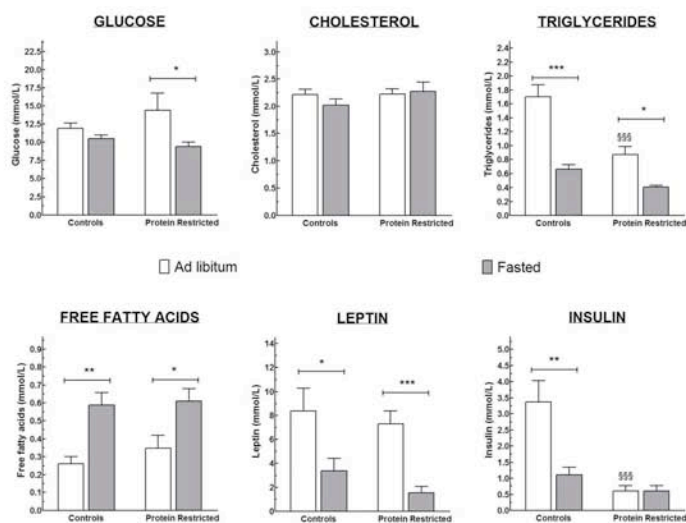 GLUCOSE
CHOLESTEROL
TRIGLYCERIDES
Glucose (mmol/L)
22.5
20.0
17.5
15.0
12.5
10.0
7.5
5.0
2.5
0.0
*
Controls
Protein Restricted
Cholesterol (mmol/L)
3.0
2.5
2.0
1.5
1.0
0.5
0.0
Controls
Protein Restricted
Triglycerides (mmol/L)
2.4
2.2
2.0
1.8
1.6
1.4
1.2
1.0
0.8
0.6
0.4
0.2
0.0
***
§§§
*
Controls
Protein Restricted
Ad libitum
Fasted
FREE FATTY ACIDS
LEPTIN
INSULIN
Free fatty acids (mmol/L)
0.9
0.8
0.7
0.6
0.5
0.4
0.3
0.2
0.1
0.0
**
*
Controls
Protein Restricted
Leptin (mmol/L)
14
12
10
8
6
4
2
0
*
***
Controls
Protein Restricted
Insulin (mmol/L)
5.0
4.5
4.0
3.5
3.0
2.5
2.0
1.5
1.0
0.5
0.0
**
§§§
Controls
Protein Restricted